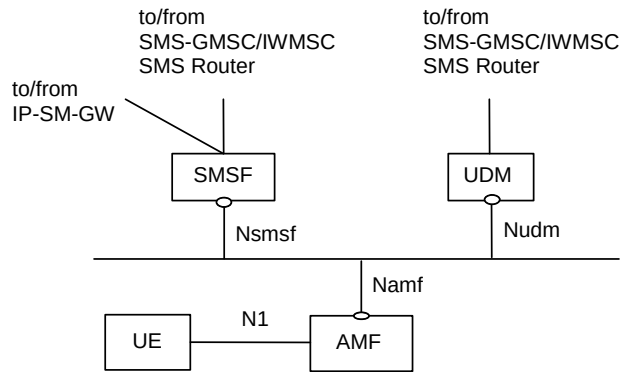 to/from
SMS-GMSC/IWMSC
SMS Router
to/from
SMS-GMSC/IWMSC
SMS Router
to/from
IP-SM-GW
SMSF
UDM
Nsmsf
Nudm
Namf
N1
UE
AMF